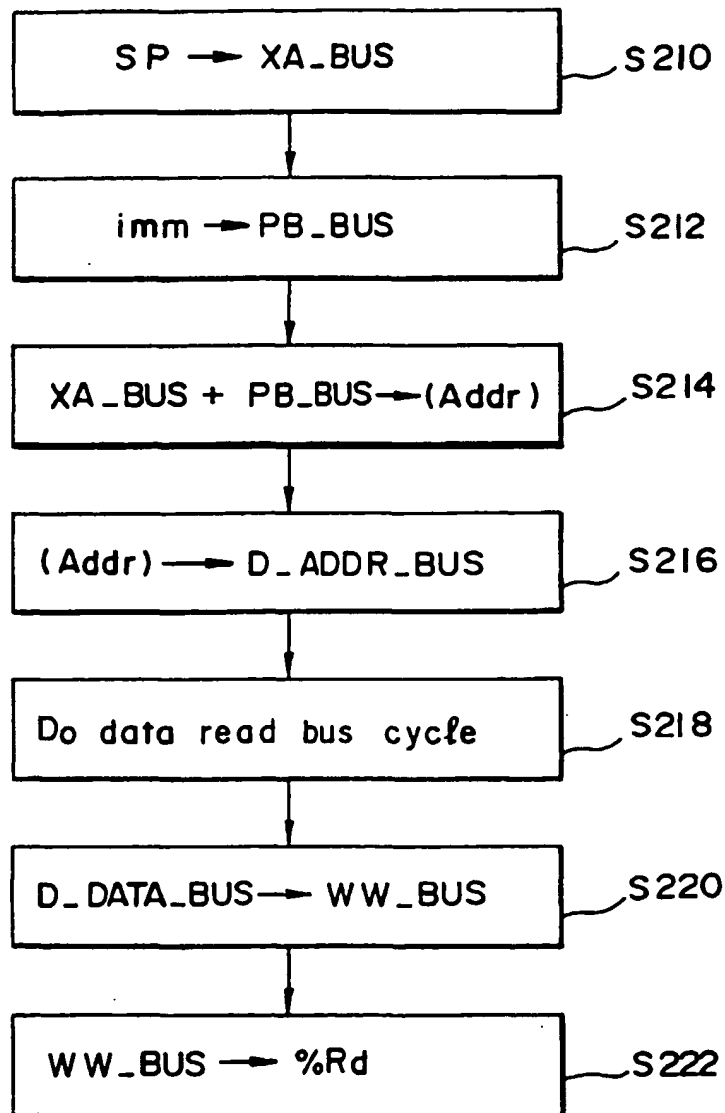 SP → XA_BUS S210
imm → PB_BUS S212
XA_BUS + PB_BUS → (Addr) S214
(Addr) → D_ADDR_BUS S216
Do data read bus cycle S218
D_DATA_BUS → WW_BUS S220
WW_BUS → %Rd S222